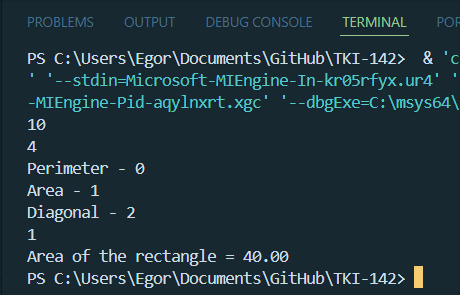 PROBLEMS OUTPUT DEBUG CONSOLE TERMINAL
PS C:\Users\Egor\Documents\GitHub\TKI-142> & 'c
' '--stdin=Microsoft-MIEngine-In-kr05rfyx.ur4' '
-MIEngine-Pid-aqylnxrt.xgc' '--dbgExe=C:\msys64\
10
4
Perimeter - 0
Area - 1
Diagonal - 2
1
Area of the rectangle = 40.00
PS C:\Users\Egor\Documents\GitHub\TKI-142>